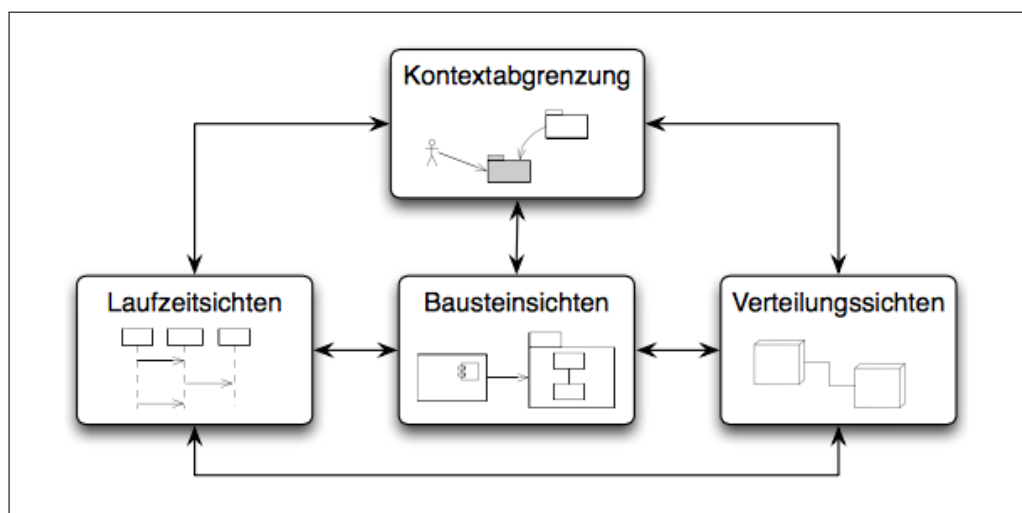 Kontextabgrenzung
Laufzeitsichten
Bausteinsichten
Verteilungssichten